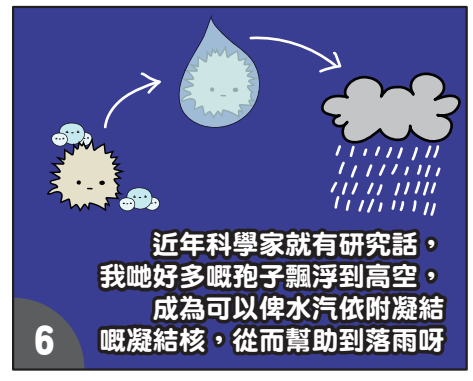 近年科學家就有研究話，
我哋好多嘅孢子飄浮到高空，
成為可以俾水汽依附凝結
嘅凝結核，從而幫助到落雨呀
6